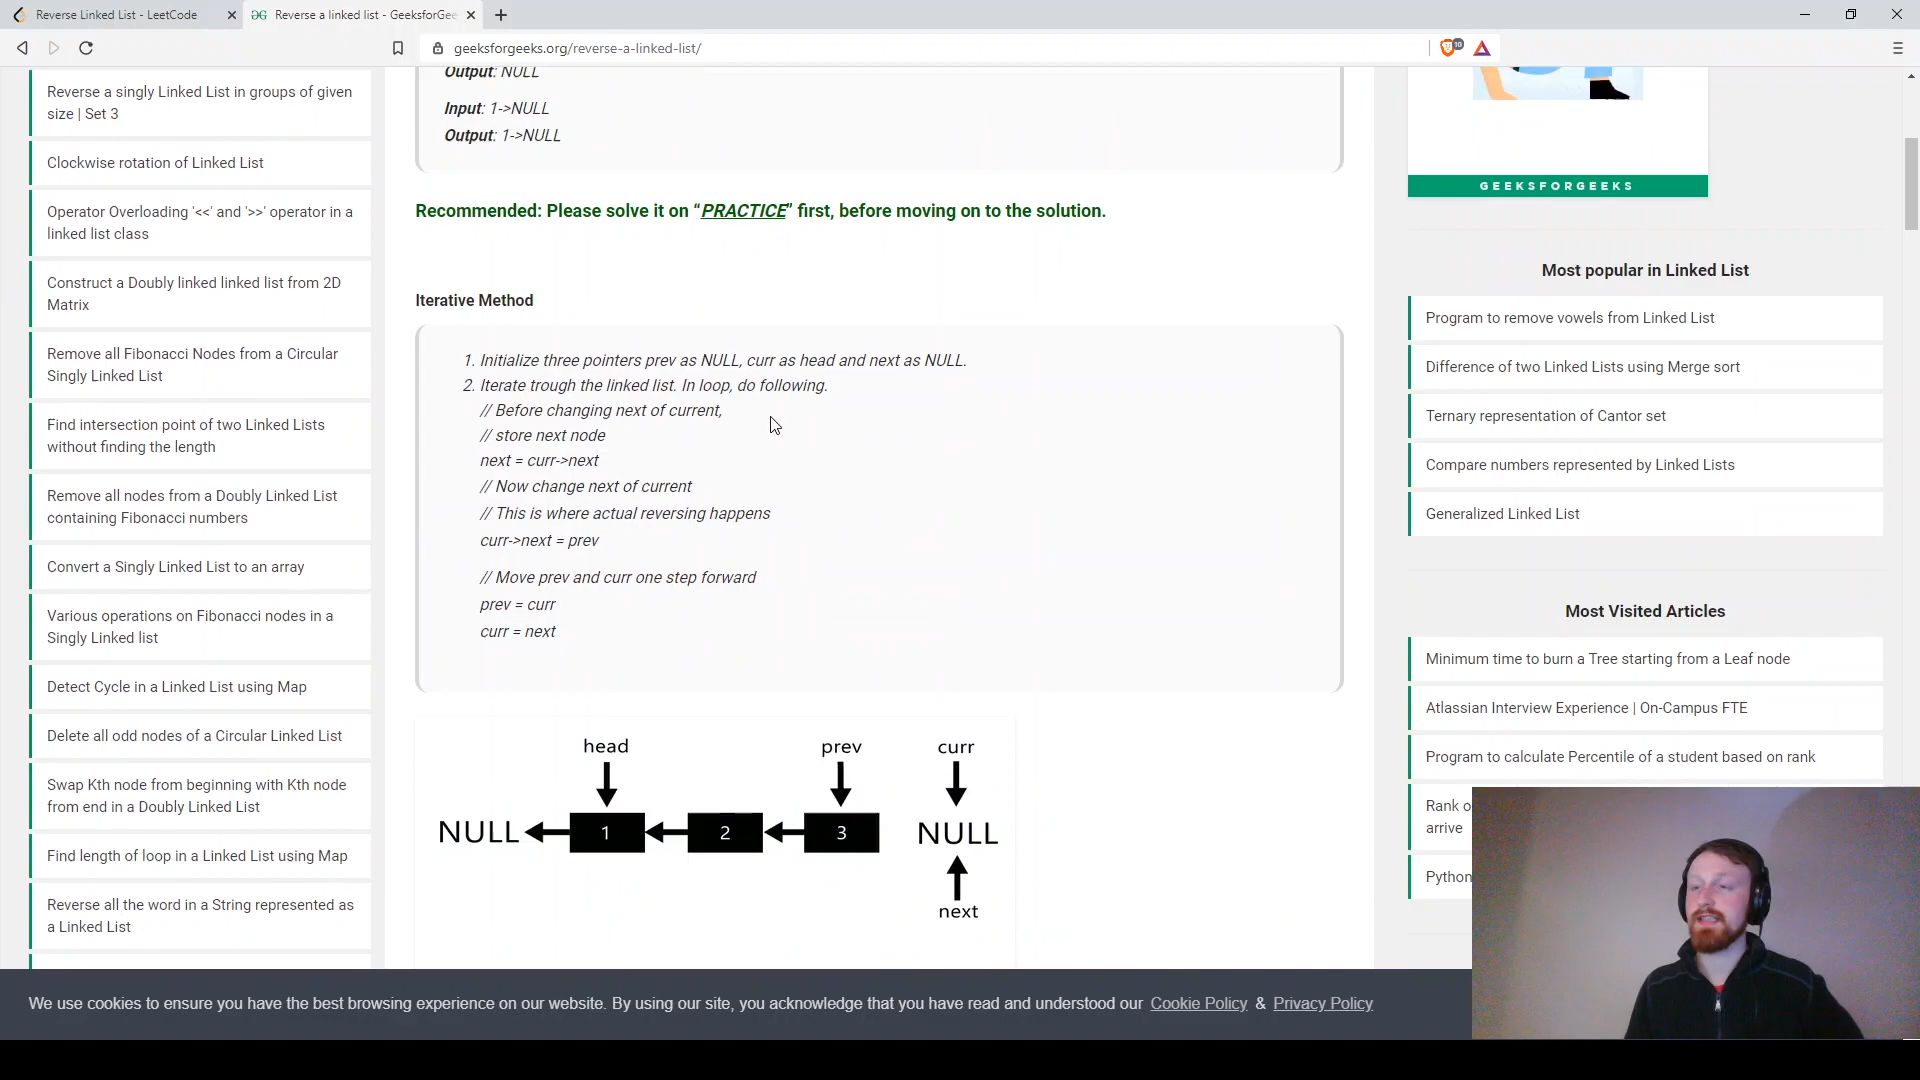 Reverse Linked List - LeetCode
Reverse a linked list - GeeksforGee
geeksforgeeks.org/reverse-a-linked-list/
10
Reverse a singly Linked List in groups of given
size | Set 3
Clockwise rotation of Linked List
Operator Overloading '<<' and '>>' operator in a
linked list class
Construct a Doubly linked linked list from 2D
Matrix
Remove all Fibonacci Nodes from a Circular
Singly Linked List
Find intersection point of two Linked Lists
without finding the length
Remove all nodes from a Doubly Linked List
containing Fibonacci numbers
Convert a Singly Linked List to an array
Various operations on Fibonacci nodes in a
Singly Linked list
Detect Cycle in a Linked List using Map
Delete all odd nodes of a Circular Linked List
Swap Kth node from beginning with Kth node
from end in a Doubly Linked List
Find length of loop in a Linked List using Map
Reverse all the word in a String represented as
a Linked List
Output: NULL
Input: 1->NULL
Output: 1->NULL
Recommended: Please solve it on “PRACTICE” first, before moving on to the solution.
Iterative Method
1. Initialize three pointers prev as NULL, curr as head and next as NULL.
2. Iterate trough the linked list. In loop, do following.
// Before changing next of current,
// store next node
next = curr->next
// Now change next of current
// This is where actual reversing happens
curr->next = prev
// Move prev and curr one step forward
prev = curr
curr = next
head prev curr
NULL 1 2 3 NULL
next
GEEKSFORGEEKS
Most popular in Linked List
Program to remove vowels from Linked List
Difference of two Linked Lists using Merge sort
Ternary representation of Cantor set
Compare numbers represented by Linked Lists
Generalized Linked List
Most Visited Articles
Minimum time to burn a Tree starting from a Leaf node
Atlassian Interview Experience | On-Campus FTE
Program to calculate Percentile of a student based on rank
Rank o
arrive
Python
We use cookies to ensure you have the best browsing experience on our website. By using our site, you acknowledge that you have read and understood our Cookie Policy & Privacy Policy